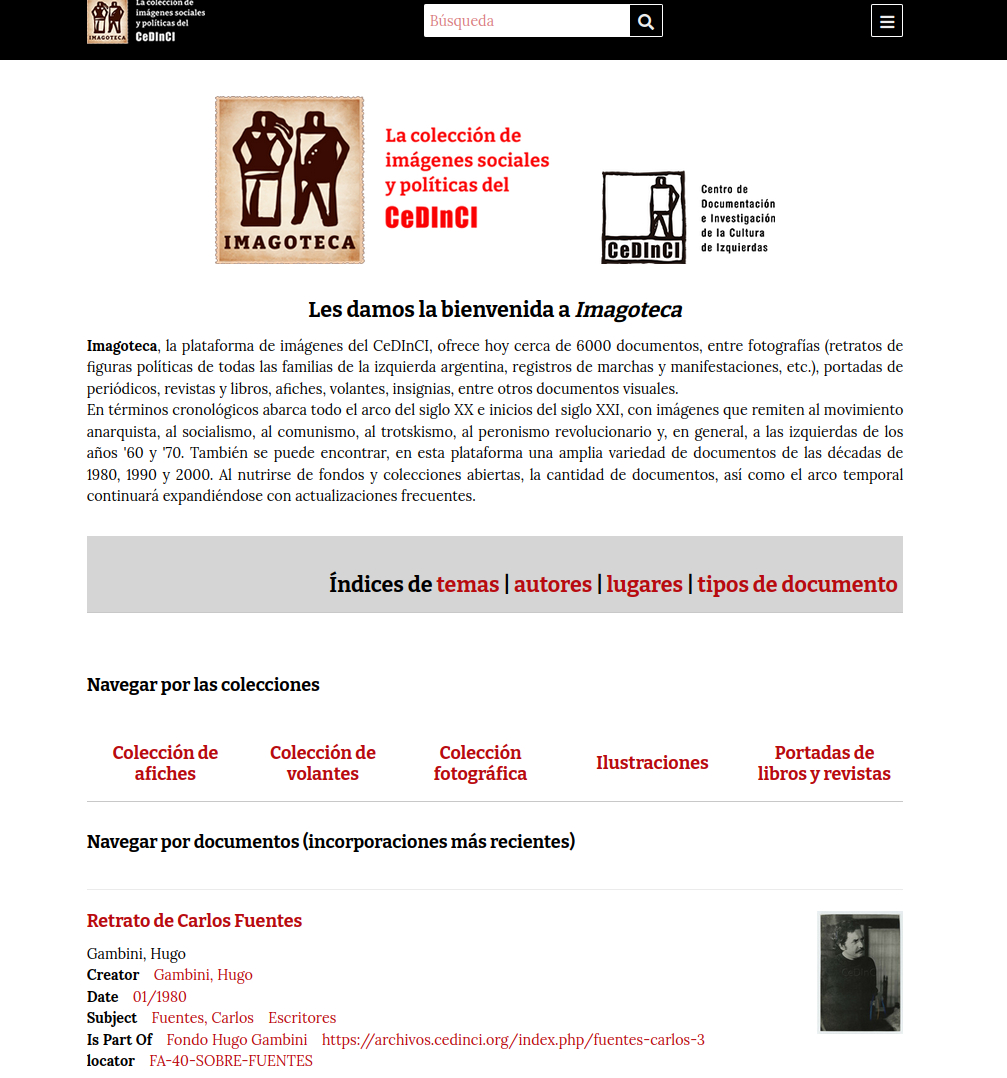 La colección de
imágenes sociales
y políticas del
CeDInCI
IMAGOTECA
Búsqueda
IMAGOTECA
La colección de
imágenes sociales
y políticas del
CeDInCI
CeDInCI
Centro de
Documentación
e Investigación
de la Cultura
de Izquierdas
Les damos la bienvenida a Imagoteca
Imagoteca, la plataforma de imágenes del CeDInCI, ofrece hoy cerca de 6000 documentos, entre fotografías (retratos de
figuras políticas de todas las familias de la izquierda argentina, registros de marchas y manifestaciones, etc.), portadas de
periódicos, revistas y libros, afiches, volantes, insignias, entre otros documentos visuales.
En términos cronológicos abarca todo el arco del siglo XX e inicios del siglo XXI, con imágenes que remiten al movimiento
anarquista, al socialismo, al comunismo, al trotskismo, al peronismo revolucionario y, en general, a las izquierdas de los
años '60 y '70. También se puede encontrar, en esta plataforma una amplia variedad de documentos de las décadas de
1980, 1990 y 2000. Al nutrirse de fondos y colecciones abiertas, la cantidad de documentos, así como el arco temporal
continuará expandiéndose con actualizaciones frecuentes.
Índices de temas | autores | lugares | tipos de documento
Navegar por las colecciones
Colección de
afiches
Colección de
volantes
Colección
fotográfica
Ilustraciones
Portadas de
libros y revistas
Navegar por documentos (incorporaciones más recientes)
Retrato de Carlos Fuentes
Gambini, Hugo
Creator Gambini, Hugo
Date 01/1980
Subject Fuentes, Carlos Escritores
Is Part Of Fondo Hugo Gambini https://archivos.cedinci.org/index.php/fuentes-carlos-3
locator FA-40-SOBRE-FUENTES
CeDInCI